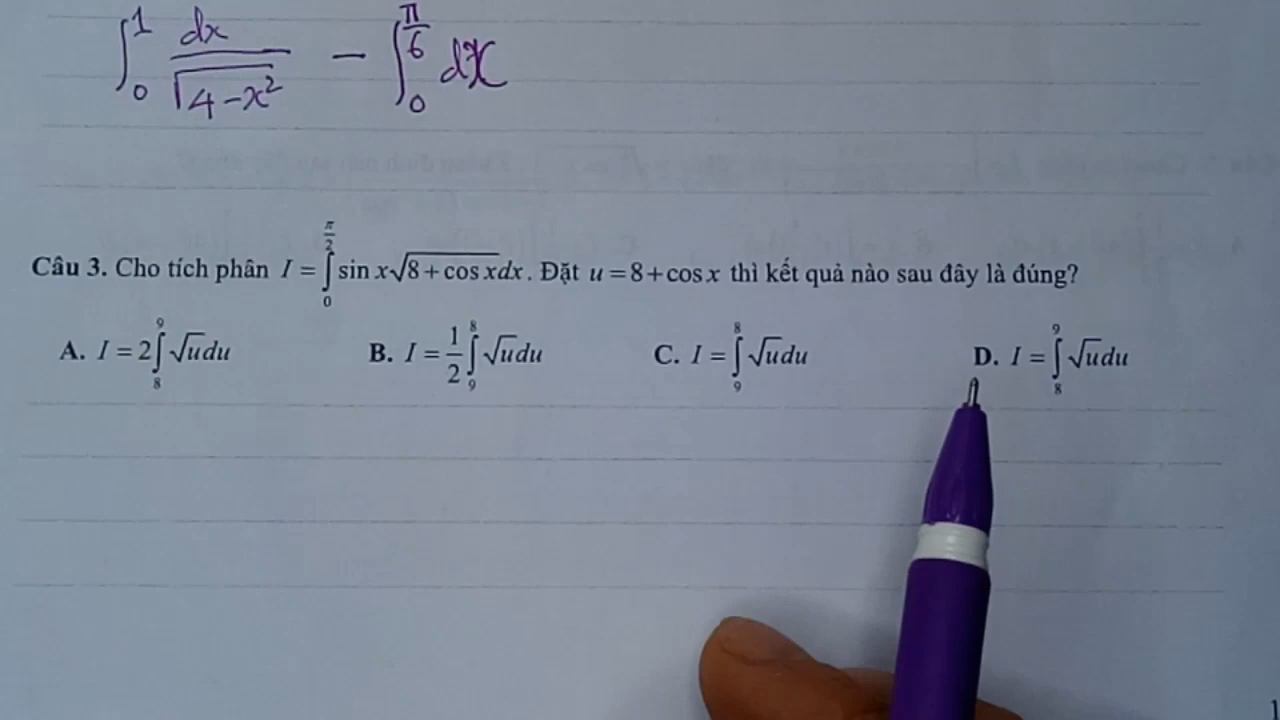 ∫₀¹ dx/√(4-x²) - ∫₀^(π/6) dx
Câu 3. Cho tích phân I = ∫₀^(π/2) sin x√(8+cos x)dx. Đặt u = 8+cos x thì kết quả nào sau đây là đúng?
A. I = 2∫₈⁹ √u du B. I = 1/2 ∫₉⁸ √u du C. I = ∫₉⁸ √u du D. I = ∫₈⁹ √u du